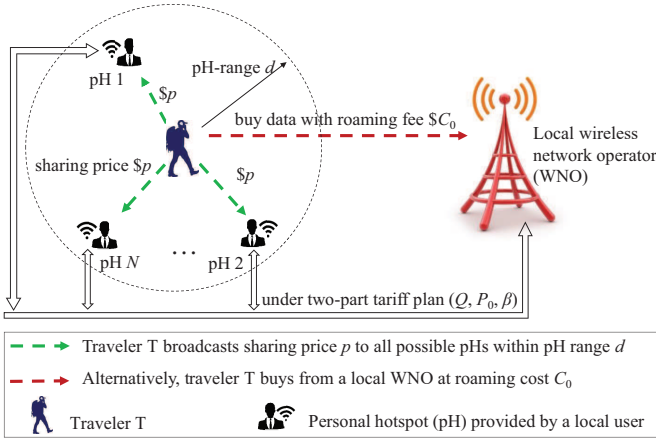 pH 1
pH-range d
$p
buy data with roaming fee $C0
Local wireless
network operator
(WNO)
sharing price $p
$p
pH N
...
pH 2
under two-part tariff plan (Q, P0, β)
Traveler T broadcasts sharing price p to all possible pHs within pH range d
Alternatively, traveler T buys from a local WNO at roaming cost C0
Traveler T
Personal hotspot (pH) provided by a local user